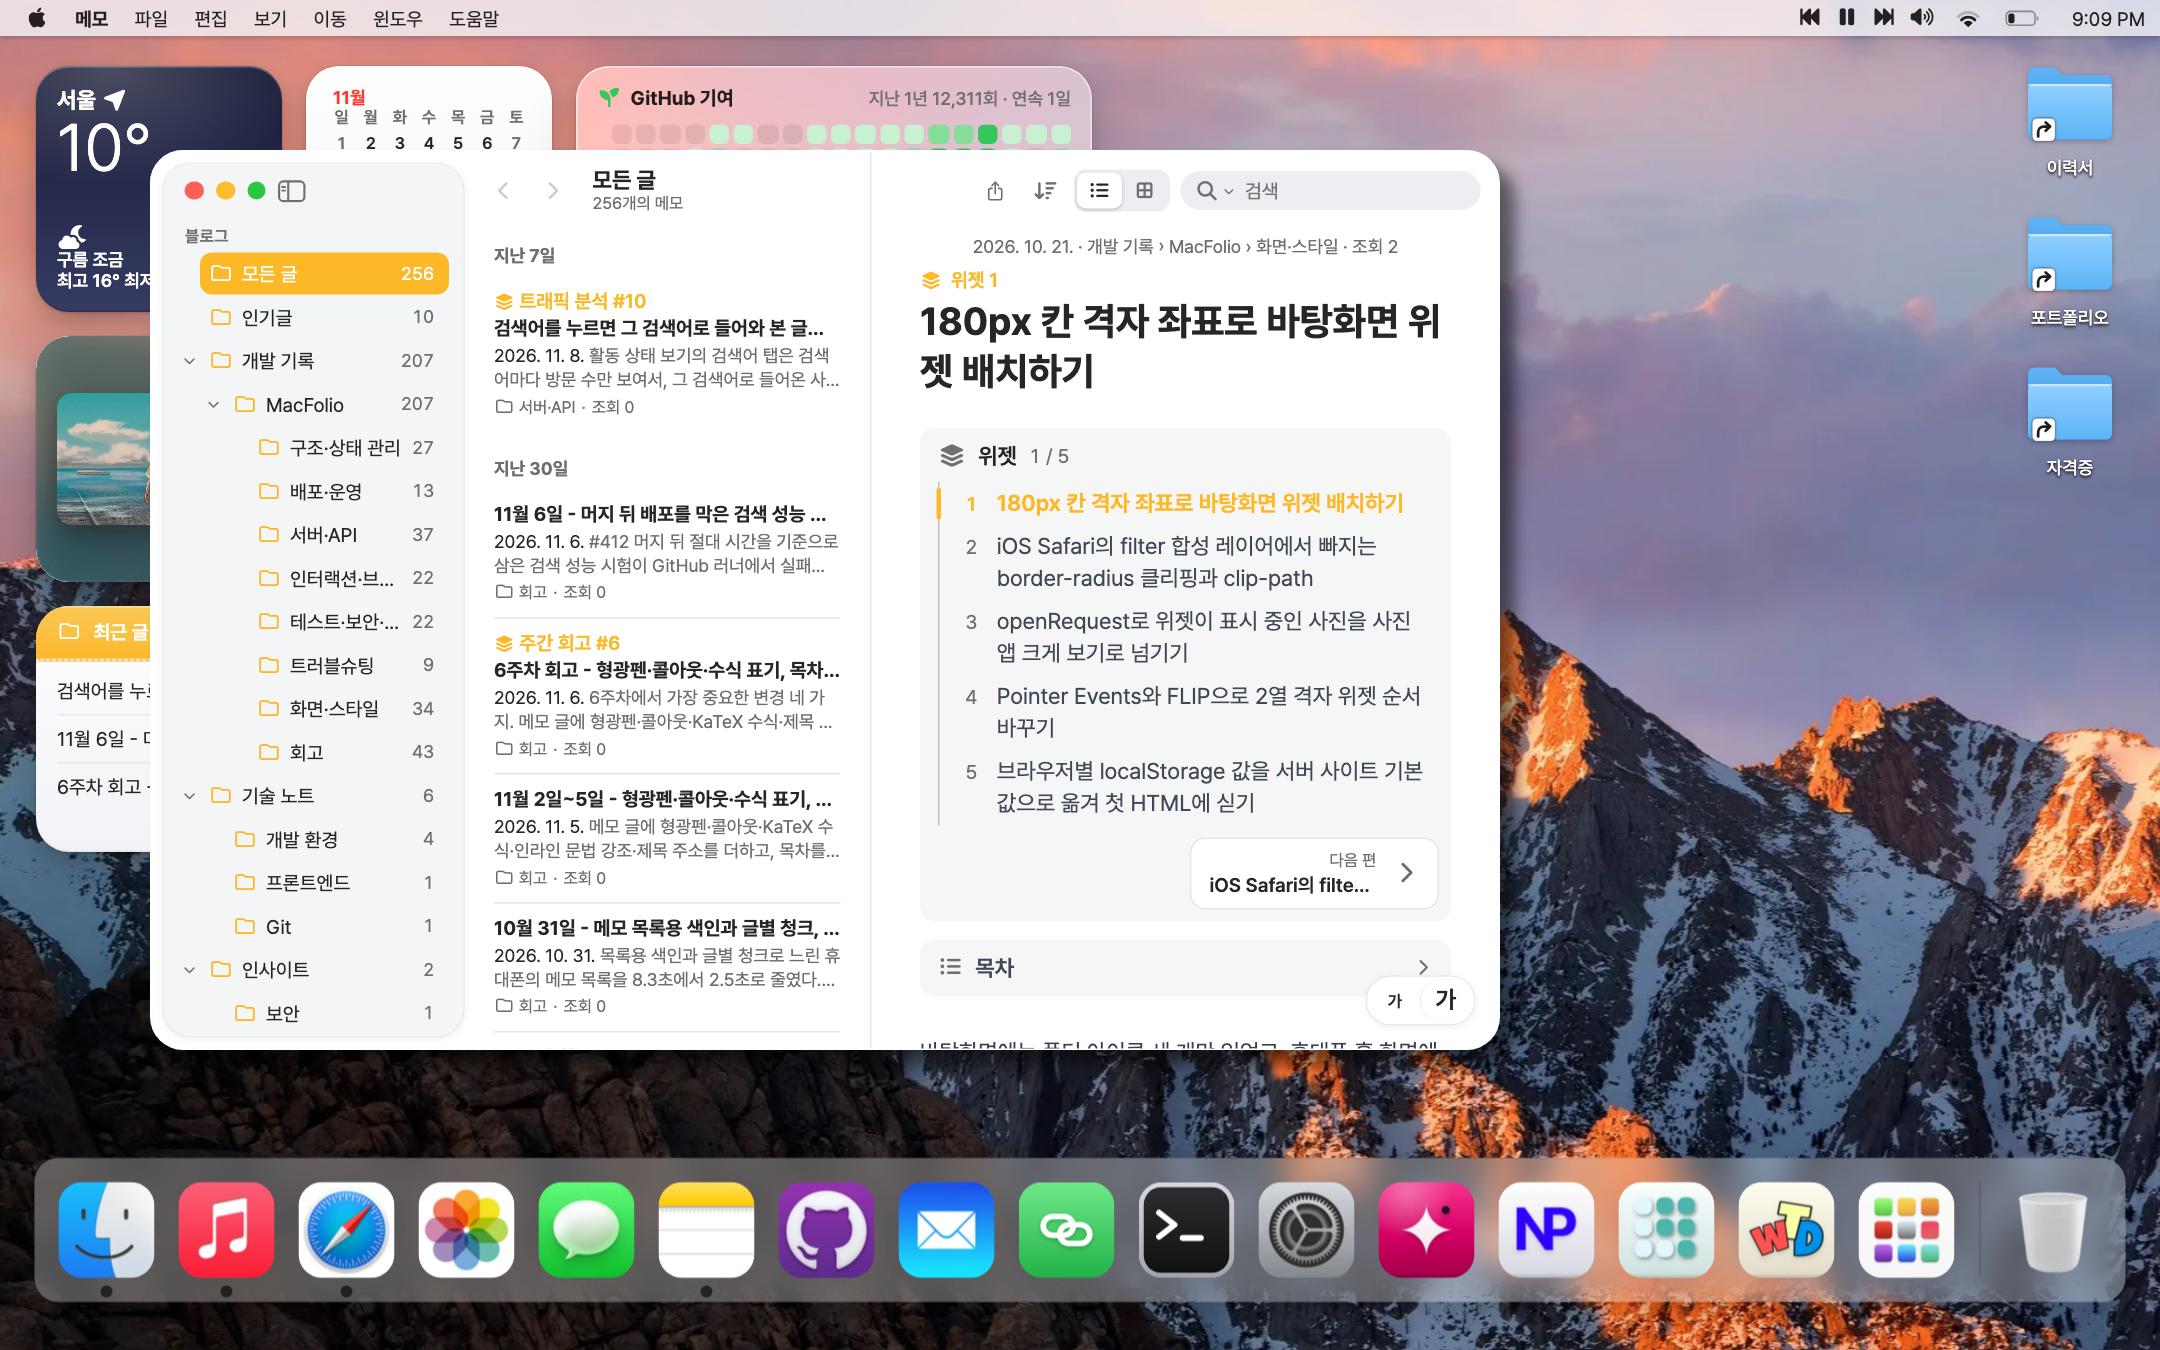 메모 파일 편집 보기 이동 윈도우 도움말
9:09 PM
서울
10°
구름 조금
최고 16° 최저
11월
일 월 화 수 목 금 토
1 2 3 4 5 6 7
GitHub 기여
지난 1년 12,311회 · 연속 1일
이력서
포트폴리오
자격증
최근 글
검색어를 누르
11월 6일 -
6주차 회고 -
블로그
모든 글 256
인기글 10
개발 기록 207
MacFolio 207
구조·상태 관리 27
배포·운영 13
서버·API 37
인터랙션·브... 22
테스트·보안·... 22
트러블슈팅 9
화면·스타일 34
회고 43
기술 노트 6
개발 환경 4
프론트엔드 1
Git 1
인사이트 2
보안 1
모든 글
256개의 메모
지난 7일
트래픽 분석 #10
검색어를 누르면 그 검색어로 들어와 본 글...
2026. 11. 8. 활동 상태 보기의 검색어 탭은 검색
어마다 방문 수만 보여서, 그 검색어로 들어온 사...
서버·API · 조회 0
지난 30일
11월 6일 - 머지 뒤 배포를 막은 검색 성능 ...
2026. 11. 6. #412 머지 뒤 절대 시간을 기준으로
삼은 검색 성능 시험이 GitHub 러너에서 실패...
회고 · 조회 0
주간 회고 #6
6주차 회고 - 형광펜·콜아웃·수식 표기, 목차...
2026. 11. 6. 6주차에서 가장 중요한 변경 네 가
지. 메모 글에 형광펜·콜아웃·KaTeX 수식·제목 ...
회고 · 조회 0
11월 2일~5일 - 형광펜·콜아웃·수식 표기, ...
2026. 11. 5. 메모 글에 형광펜·콜아웃·KaTeX 수
식·인라인 문법 강조·제목 주소를 더하고, 목차를...
회고 · 조회 0
10월 31일 - 메모 목록용 색인과 글별 청크, ...
2026. 10. 31. 목록용 색인과 글별 청크로 느린 휴
대폰의 메모 목록을 8.3초에서 2.5초로 줄였다....
회고 · 조회 0
검색
2026. 10. 21. · 개발 기록 › MacFolio › 화면·스타일 · 조회 2
위젯 1
180px 칸 격자 좌표로 바탕화면 위
젯 배치하기
위젯 1 / 5
1 180px 칸 격자 좌표로 바탕화면 위젯 배치하기
2 iOS Safari의 filter 합성 레이어에서 빠지는
border-radius 클리핑과 clip-path
3 openRequest로 위젯이 표시 중인 사진을 사진
앱 크게 보기로 넘기기
4 Pointer Events와 FLIP으로 2열 격자 위젯 순서
바꾸기
5 브라우저별 localStorage 값을 서버 사이트 기본
값으로 옮겨 첫 HTML에 싣기
다음 편
iOS Safari의 filte...
목차
가 가
NP
WTD